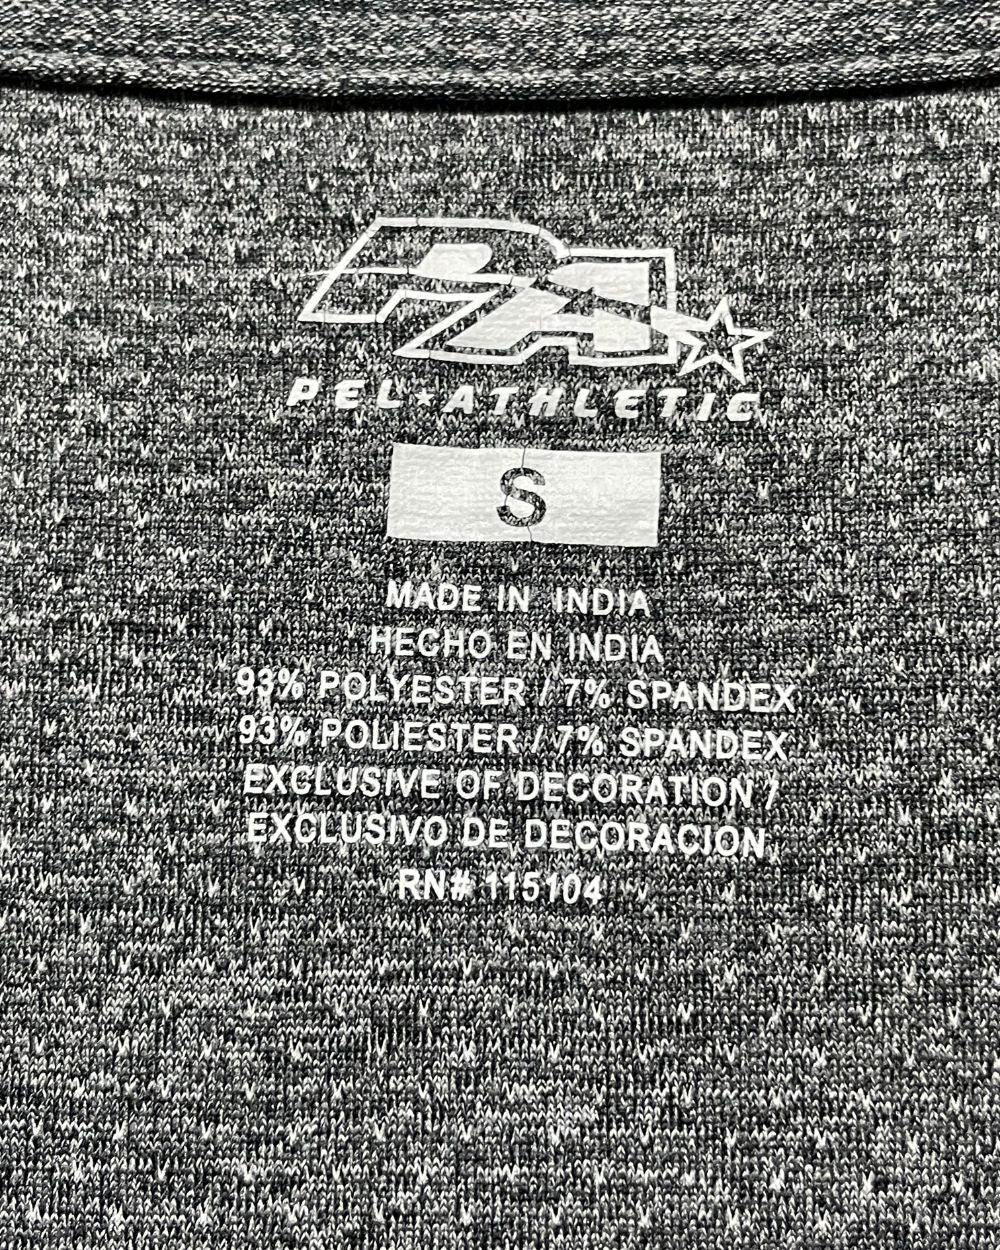 PA
PEL★ATHLETIC
S
MADE IN INDIA
HECHO EN INDIA
93% POLYESTER / 7% SPANDEX
93% POLIESTER / 7% SPANDEX
EXCLUSIVE OF DECORATION /
EXCLUSIVO DE DECORACION
RN# 115104